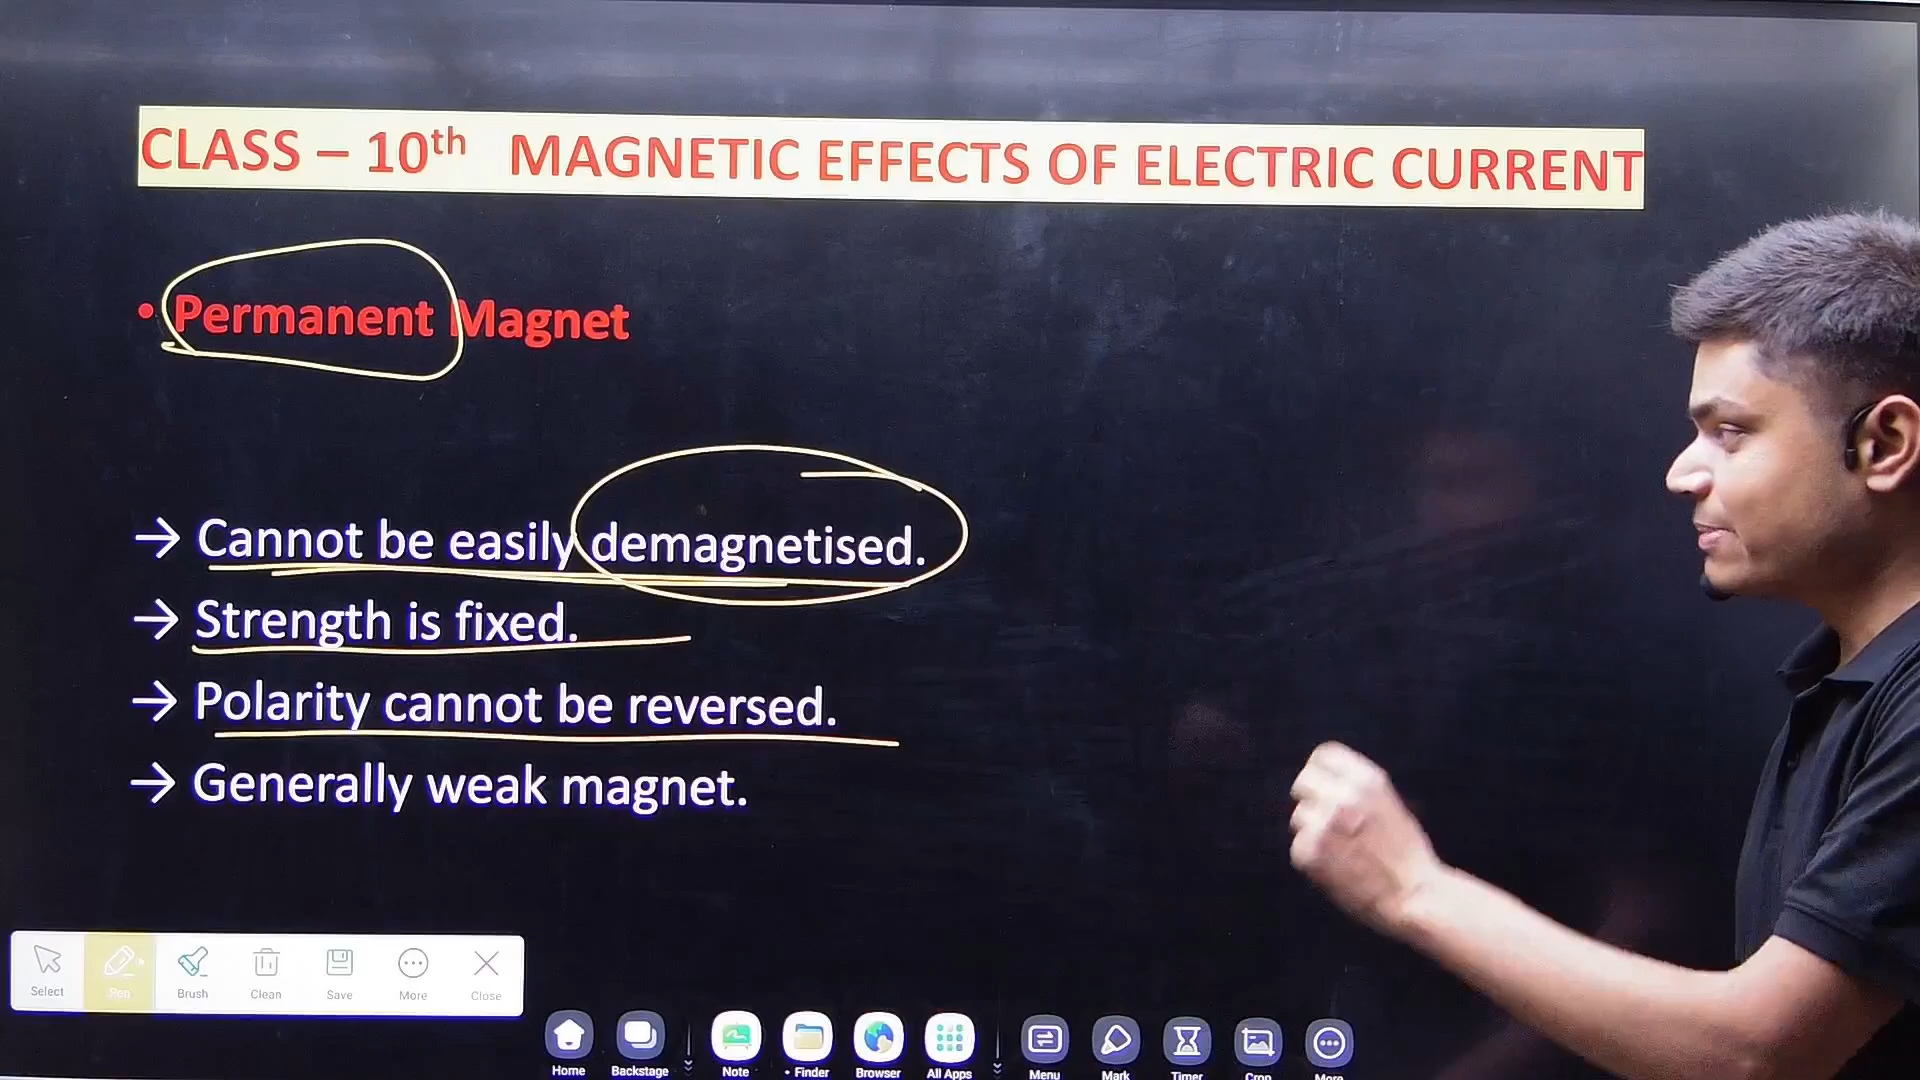 CLASS – 10th MAGNETIC EFFECTS OF ELECTRIC CURRENT
• Permanent Magnet
→ Cannot be easily demagnetised.
→ Strength is fixed.
→ Polarity cannot be reversed.
→ Generally weak magnet.
Select Pen Brush Clean Save More Close
Home Backstage Note • Finder Browser All Apps Menu Mark Timer Crop More